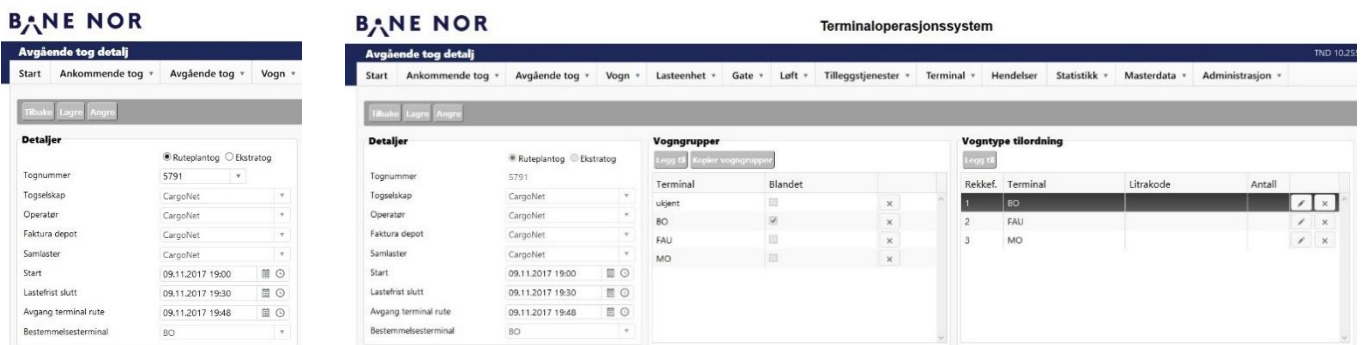 BANE NOR
Avgående tog detalj
Start Ankommende tog Avgående tog Vogn
Tilbake Lagre Angre
Detaljer
Ruteplantog Ekstratog
Tognummer 5791
Togselskap CargoNet
Operatør CargoNet
Faktura depot CargoNet
Samlaster CargoNet
Start 09.11.2017 19:00
Lastefrist slutt 09.11.2017 19:30
Avgang terminal rute 09.11.2017 19:48
Bestemmelsesterminal BO
BANE NOR Terminaloperasjonssystem
Avgående tog detalj TND 10.255
Start Ankommende tog Avgående tog Vogn Lasteenhet Gate Løft Tilleggstjenester Terminal Hendelser Statistikk Masterdata Administrasjon
Tilbake Lagre Angre
Detaljer
Ruteplantog Ekstratog
Tognummer 5791
Togselskap CargoNet
Operatør CargoNet
Faktura depot CargoNet
Samlaster CargoNet
Start 09.11.2017 19:00
Lastefrist slutt 09.11.2017 19:30
Avgang terminal rute 09.11.2017 19:48
Bestemmelsesterminal BO
Vogngrupper
Legg til Kopier vogngrupper
Terminal Blandet
ukjent
BO
FAU
MO
Vogntype tilordning
Legg til
Rekkef. Terminal Litrakode Antall
1 BO
2 FAU
3 MO